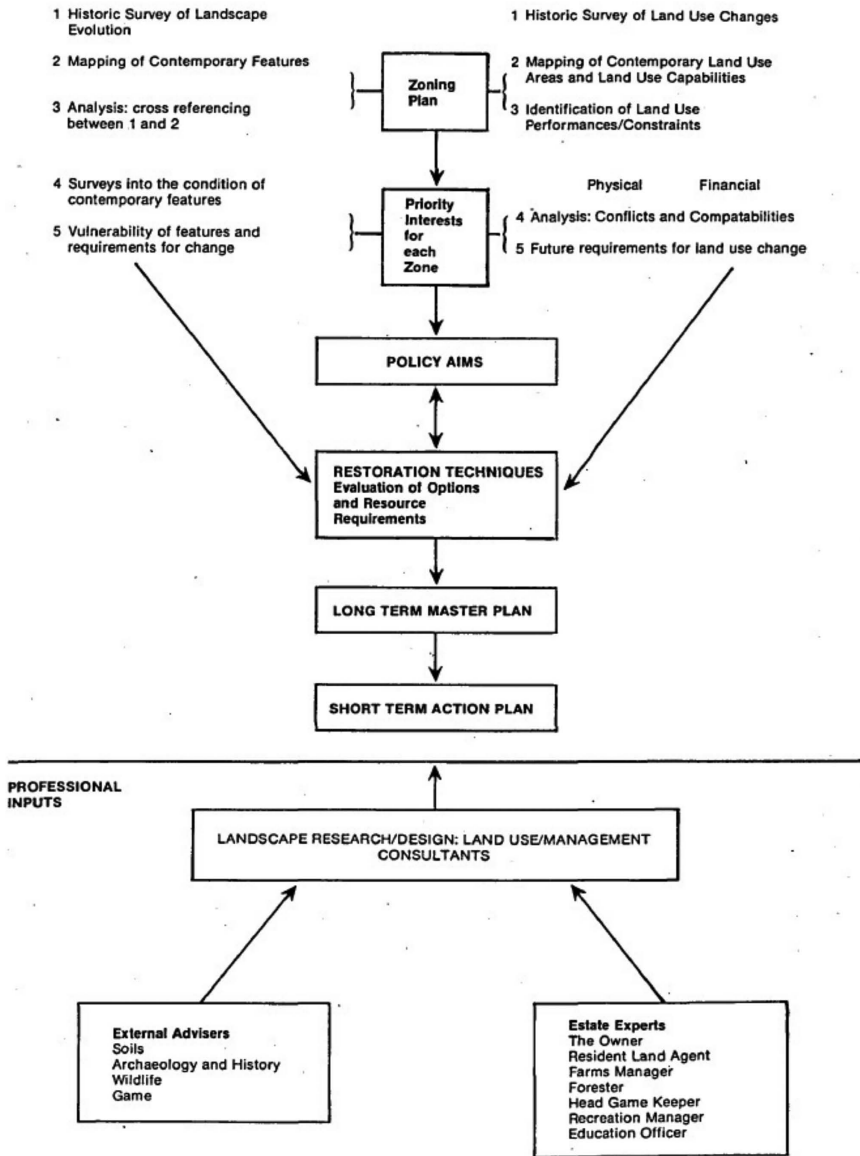 1 Historic Survey of Landscape
Evolution
2 Mapping of Contemporary Features
3 Analysis: cross referencing
between 1 and 2
Zoning
Plan
1 Historic Survey of Land Use Changes
2 Mapping of Contemporary Land Use
Areas and Land Use Capabilities
3 Identification of Land Use
Performances/Constraints
4 Surveys into the condition of
contemporary features
5 Vulnerability of features and
requirements for change
Priority
Interests
for
each
Zone
Physical Financial
4 Analysis: Conflicts and Compatabilities
5 Future requirements for land use change
POLICY AIMS
RESTORATION TECHNIQUES
Evaluation of Options
and Resource
Requirements
LONG TERM MASTER PLAN
SHORT TERM ACTION PLAN
PROFESSIONAL
INPUTS
LANDSCAPE RESEARCH/DESIGN: LAND USE/MANAGEMENT
CONSULTANTS
External Advisers
Soils
Archaeology and History
Wildlife
Game
Estate Experts
The Owner
Resident Land Agent
Farms Manager
Forester
Head Game Keeper
Recreation Manager
Education Officer